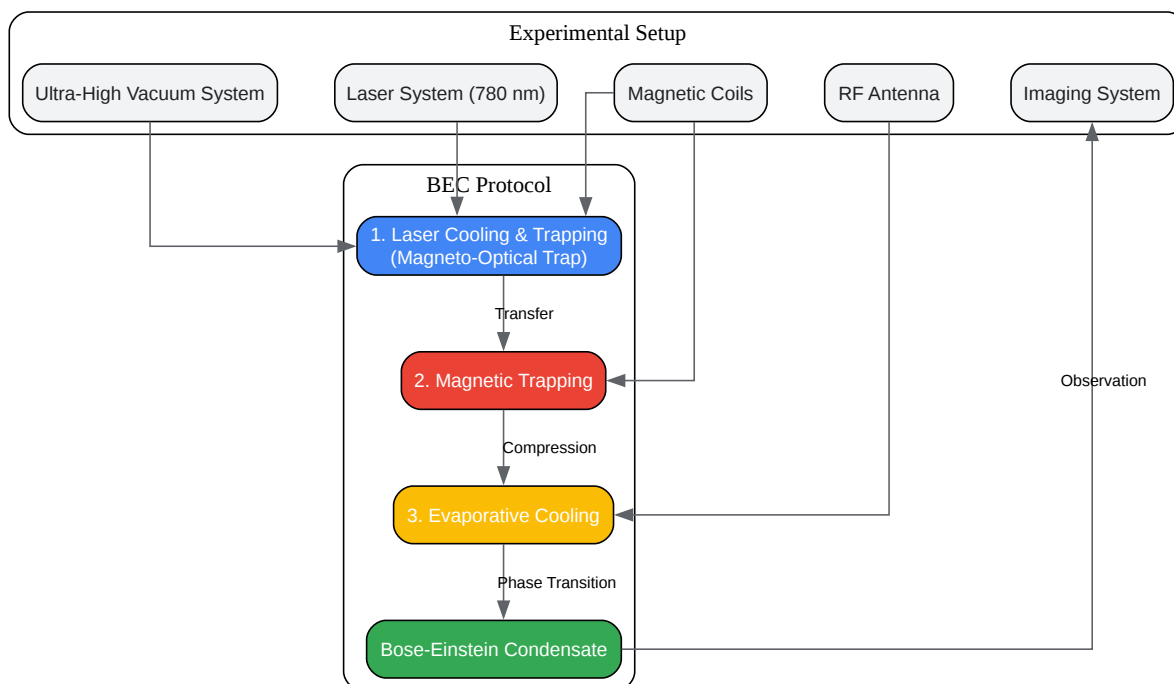 Experimental Setup
Ultra-High Vacuum System
Laser System (780 nm)
Magnetic Coils
RF Antenna
Imaging System
BEC Protocol
1. Laser Cooling & Trapping
(Magneto-Optical Trap)
Transfer
2. Magnetic Trapping
Observation
Compression
3. Evaporative Cooling
Phase Transition
Bose-Einstein Condensate